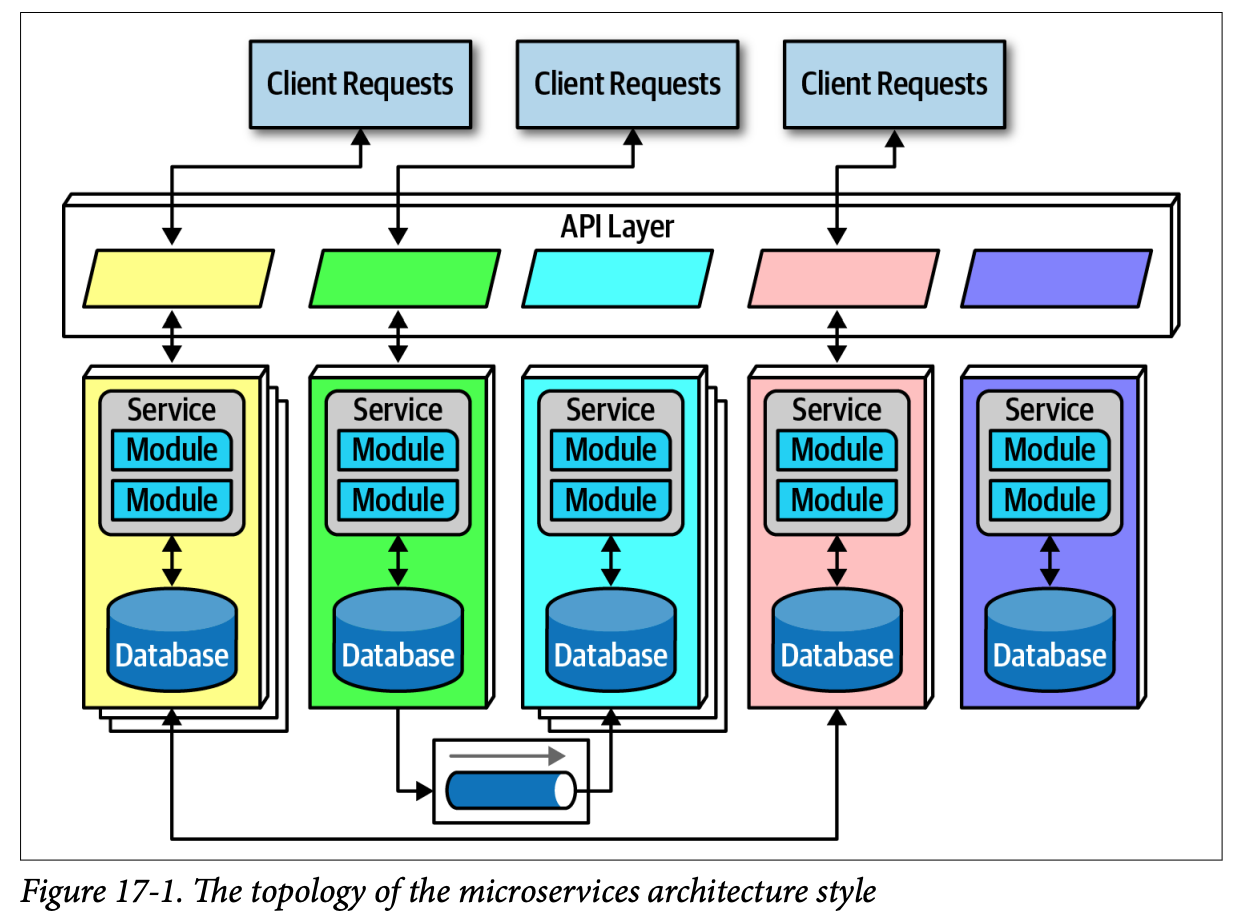 Client Requests
Client Requests
Client Requests
API Layer
Service
Module
Module
Database
Service
Module
Module
Database
Service
Module
Module
Database
Service
Module
Module
Database
Service
Module
Module
Database
Figure 17-1. The topology of the microservices architecture style